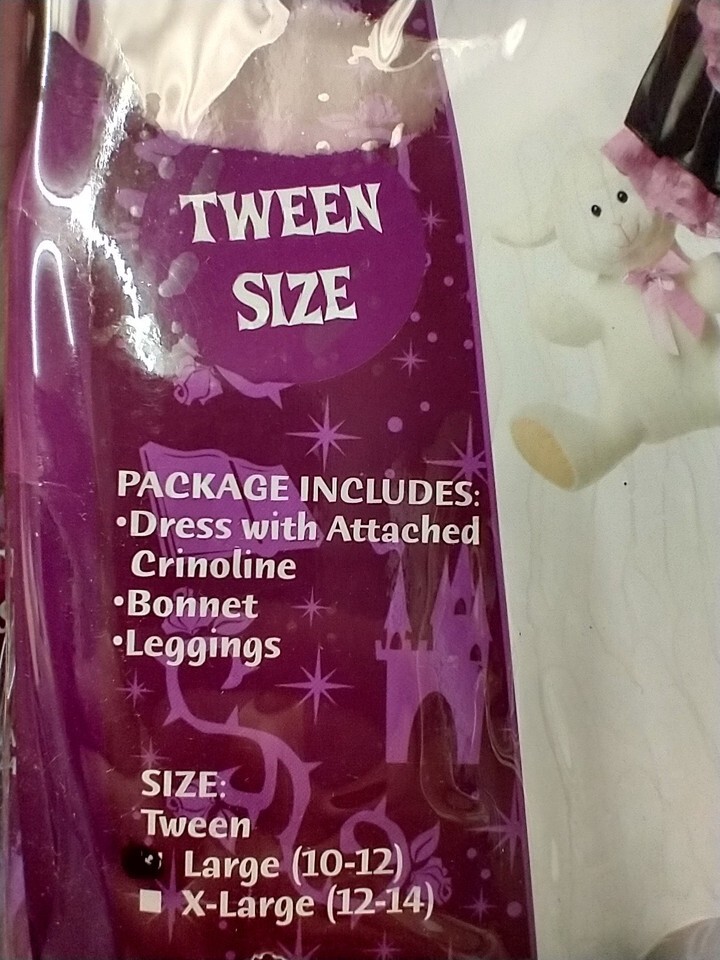 TWEEN
SIZE
PACKAGE INCLUDES:
•Dress with Attached
Crinoline
•Bonnet
•Leggings
SIZE:
Tween
Large (10-12)
X-Large (12-14)